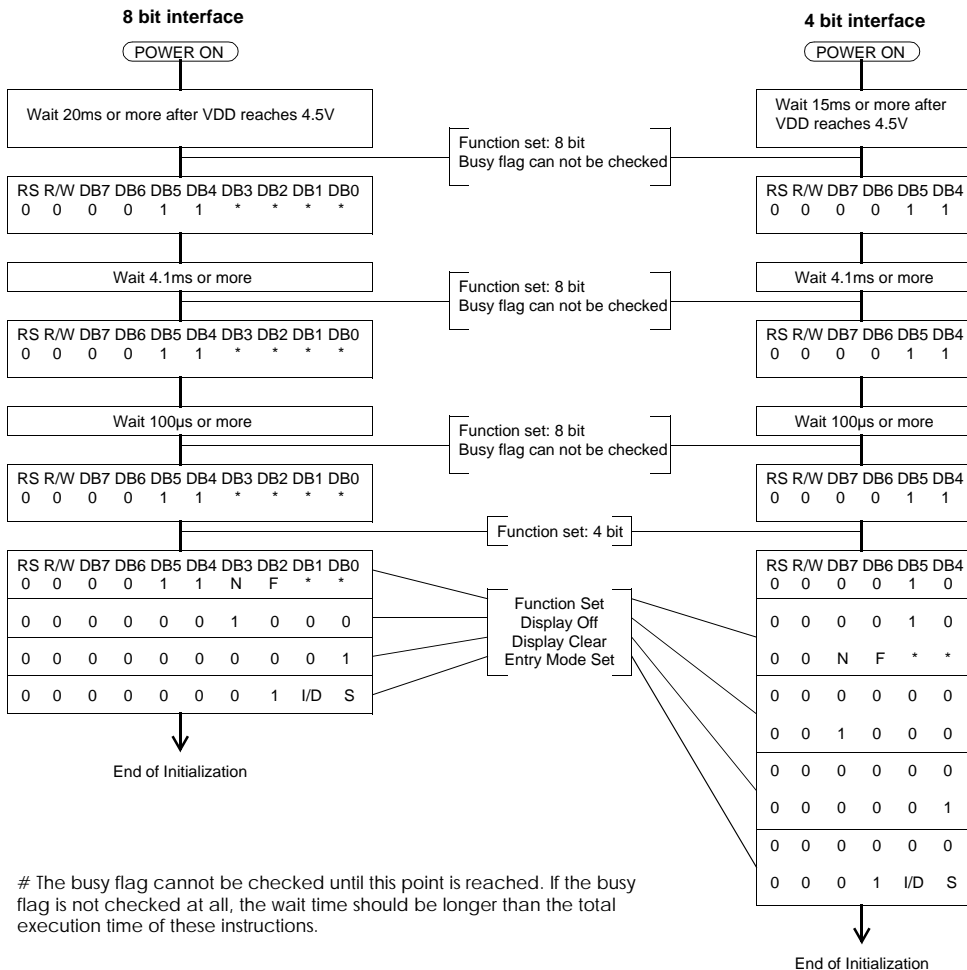 8 bit interface
POWER ON
Wait 20ms or more after VDD reaches 4.5V
RS R/W DB7 DB6 DB5 DB4 DB3 DB2 DB1 DB0
0 0 0 0 1 1 * * * *
Wait 4.1ms or more
RS R/W DB7 DB6 DB5 DB4 DB3 DB2 DB1 DB0
0 0 0 0 1 1 * * * *
Wait 100µs or more
RS R/W DB7 DB6 DB5 DB4 DB3 DB2 DB1 DB0
0 0 0 0 1 1 * * * *
RS R/W DB7 DB6 DB5 DB4 DB3 DB2 DB1 DB0
0 0 0 0 1 1 N F * *
0 0 0 0 0 0 1 0 0 0
0 0 0 0 0 0 0 0 0 1
0 0 0 0 0 0 0 1 I/D S
End of Initialization
Function set: 8 bit
Busy flag can not be checked
Function set: 8 bit
Busy flag can not be checked
Function set: 8 bit
Busy flag can not be checked
Function set: 4 bit
Function Set
Display Off
Display Clear
Entry Mode Set
4 bit interface
POWER ON
Wait 15ms or more after
VDD reaches 4.5V
RS R/W DB7 DB6 DB5 DB4
0 0 0 0 1 1
Wait 4.1ms or more
RS R/W DB7 DB6 DB5 DB4
0 0 0 0 1 1
Wait 100µs or more
RS R/W DB7 DB6 DB5 DB4
0 0 0 0 1 1
RS R/W DB7 DB6 DB5 DB4
0 0 0 0 1 0
0 0 0 0 1 0
0 0 N F * *
0 0 0 0 0 0
0 0 1 0 0 0
0 0 0 0 0 0
0 0 0 0 0 1
0 0 0 0 0 0
0 0 0 1 I/D S
End of Initialization
# The busy flag cannot be checked until this point is reached. If the busy
flag is not checked at all, the wait time should be longer than the total
execution time of these instructions.